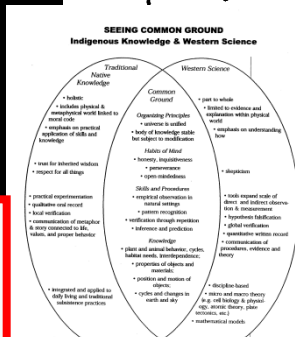 SEEING COMMON GROUND
Indigenous Knowledge & Western Science
Traditional
Native
Knowledge
• holistic
• includes physical &
metaphysical world linked to
moral code
• emphasis on practical
application of skills and
knowledge
• trust for inherited wisdom
• respect for all things
• practical experimentation
• qualitative oral record
• local verification
• communication of metaphor
& story connected to life,
values, and proper behavior
• integrated and applied to
daily living and traditional
subsistence practices
Common
Ground
Organizing Principles
• universe is unified
• body of knowledge stable
but subject to modification
Habits of Mind
• honesty, inquisitiveness
• perseverance
• open-mindedness
Skills and Procedures
• empirical observation in
natural settings
• pattern recognition
• verification through repetition
• inference and prediction
Knowledge
• plant and animal behavior, cycles,
habitat needs, interdependence;
• properties of objects and
materials;
• position and motion of
objects;
• cycles and changes in
earth and sky
Western Science
• part to whole
• limited to evidence and
explanation within physical
world
• emphasis on understanding
how
• skepticism
• tools expand scale of
direct and indirect observa-
tion & measurement
• hypothesis falsification
• global verification
• quantitative written record
• communication of
procedures, evidence and
theory
• discipline-based
• micro and macro theory
(e.g. cell biology & physiol-
ogy, atomic theory, plate
tectonics, etc.)
• mathematical models